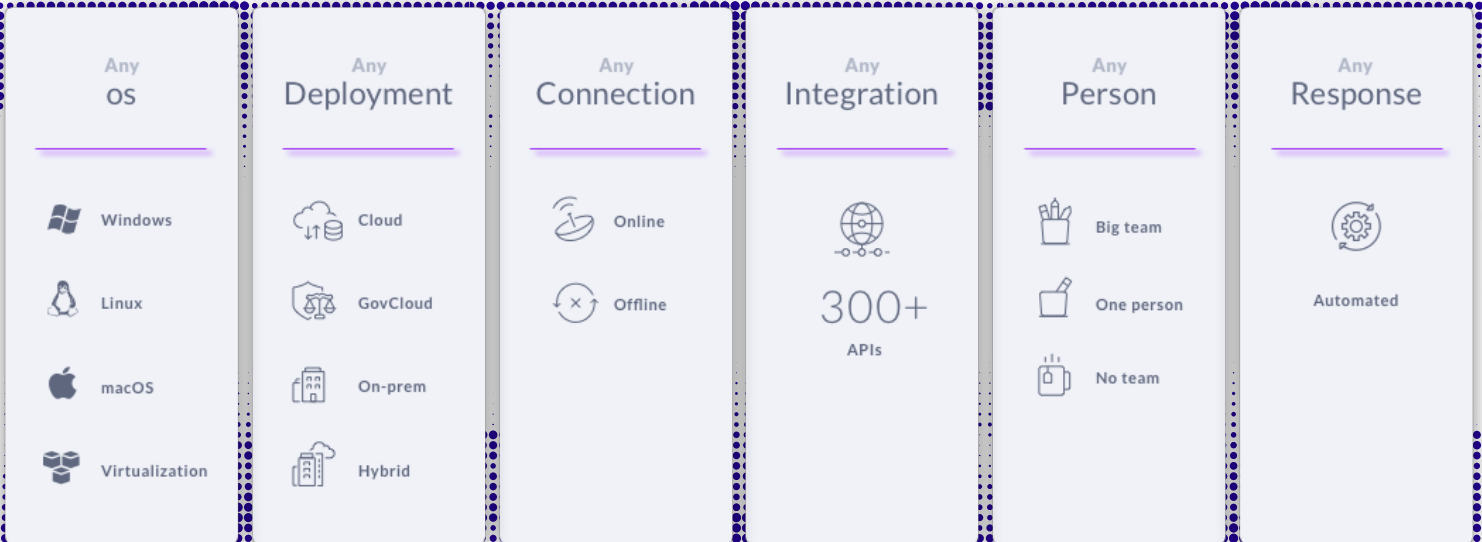 Any
os
Windows
Linux
macOS
Virtualization
Any
Deployment
Cloud
GovCloud
On-prem
Hybrid
Any
Connection
Online
Offline
Any
Integration
300+
APIs
Any
Person
Big team
One person
No team
Any
Response
Automated